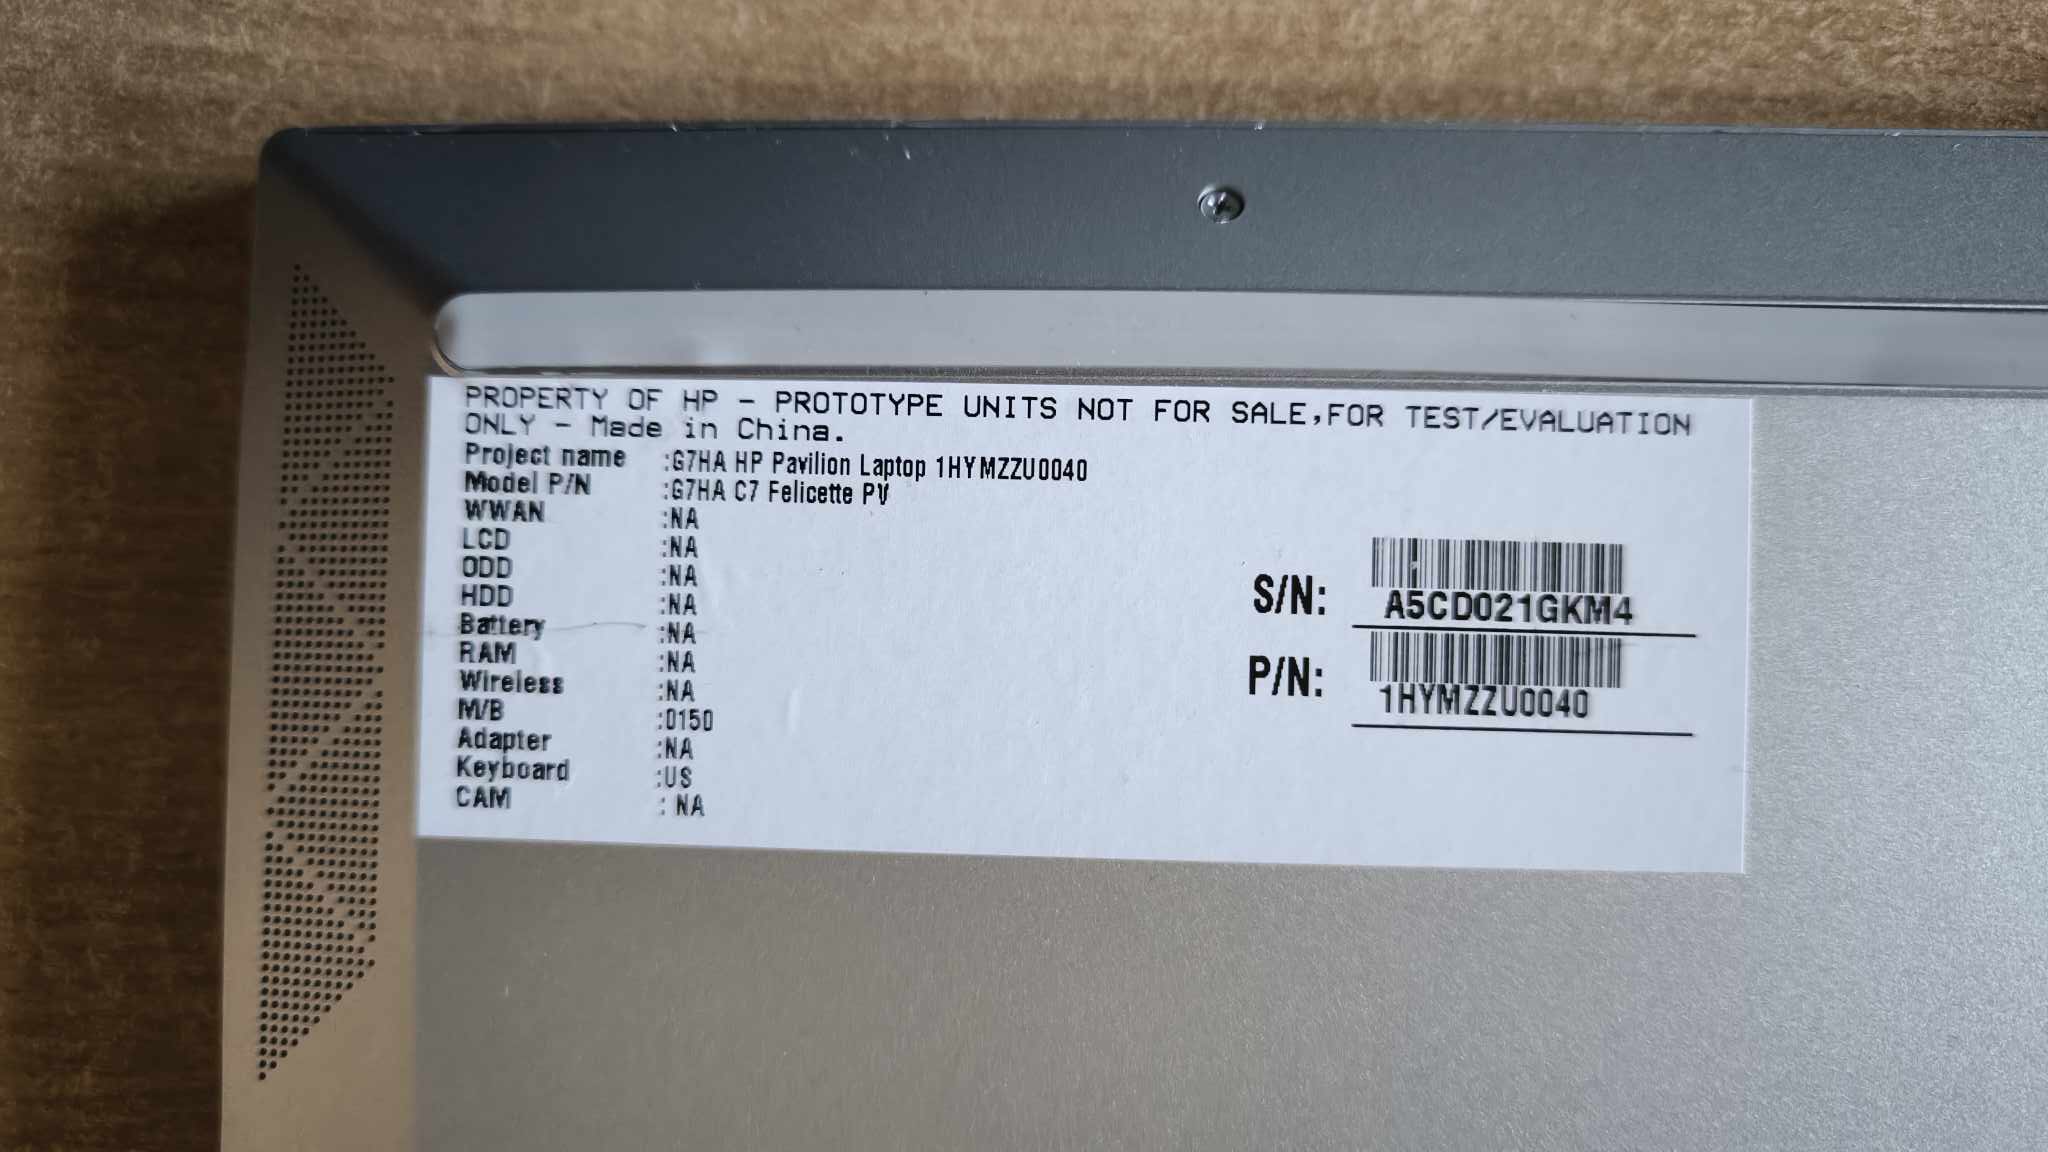 PROPERTY OF HP - PROTOTYPE UNITS NOT FOR SALE,FOR TEST/EVALUATION
ONLY - Made in China.
Project name :G7HA HP Pavilion Laptop 1HYMZZU0040
Model P/N :G7HA C7 Felicette PV
WWAN :NA
LCD :NA
ODD :NA
HDD :NA
Battery :NA
RAM :NA
Wireless :NA
M/B :0150
Adapter :NA
Keyboard :US
CAM : NA
S/N: A5CD021GKM4
P/N: 1HYMZZU0040